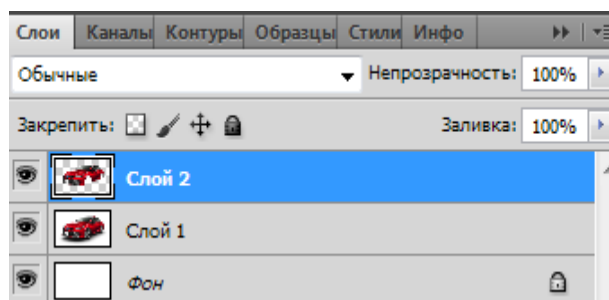 Слои Каналы Контуры Образцы Стили Инфо
Обычные Непрозрачность: 100%
Закрепить: Заливка: 100%
Слой 2
Слой 1
Фон